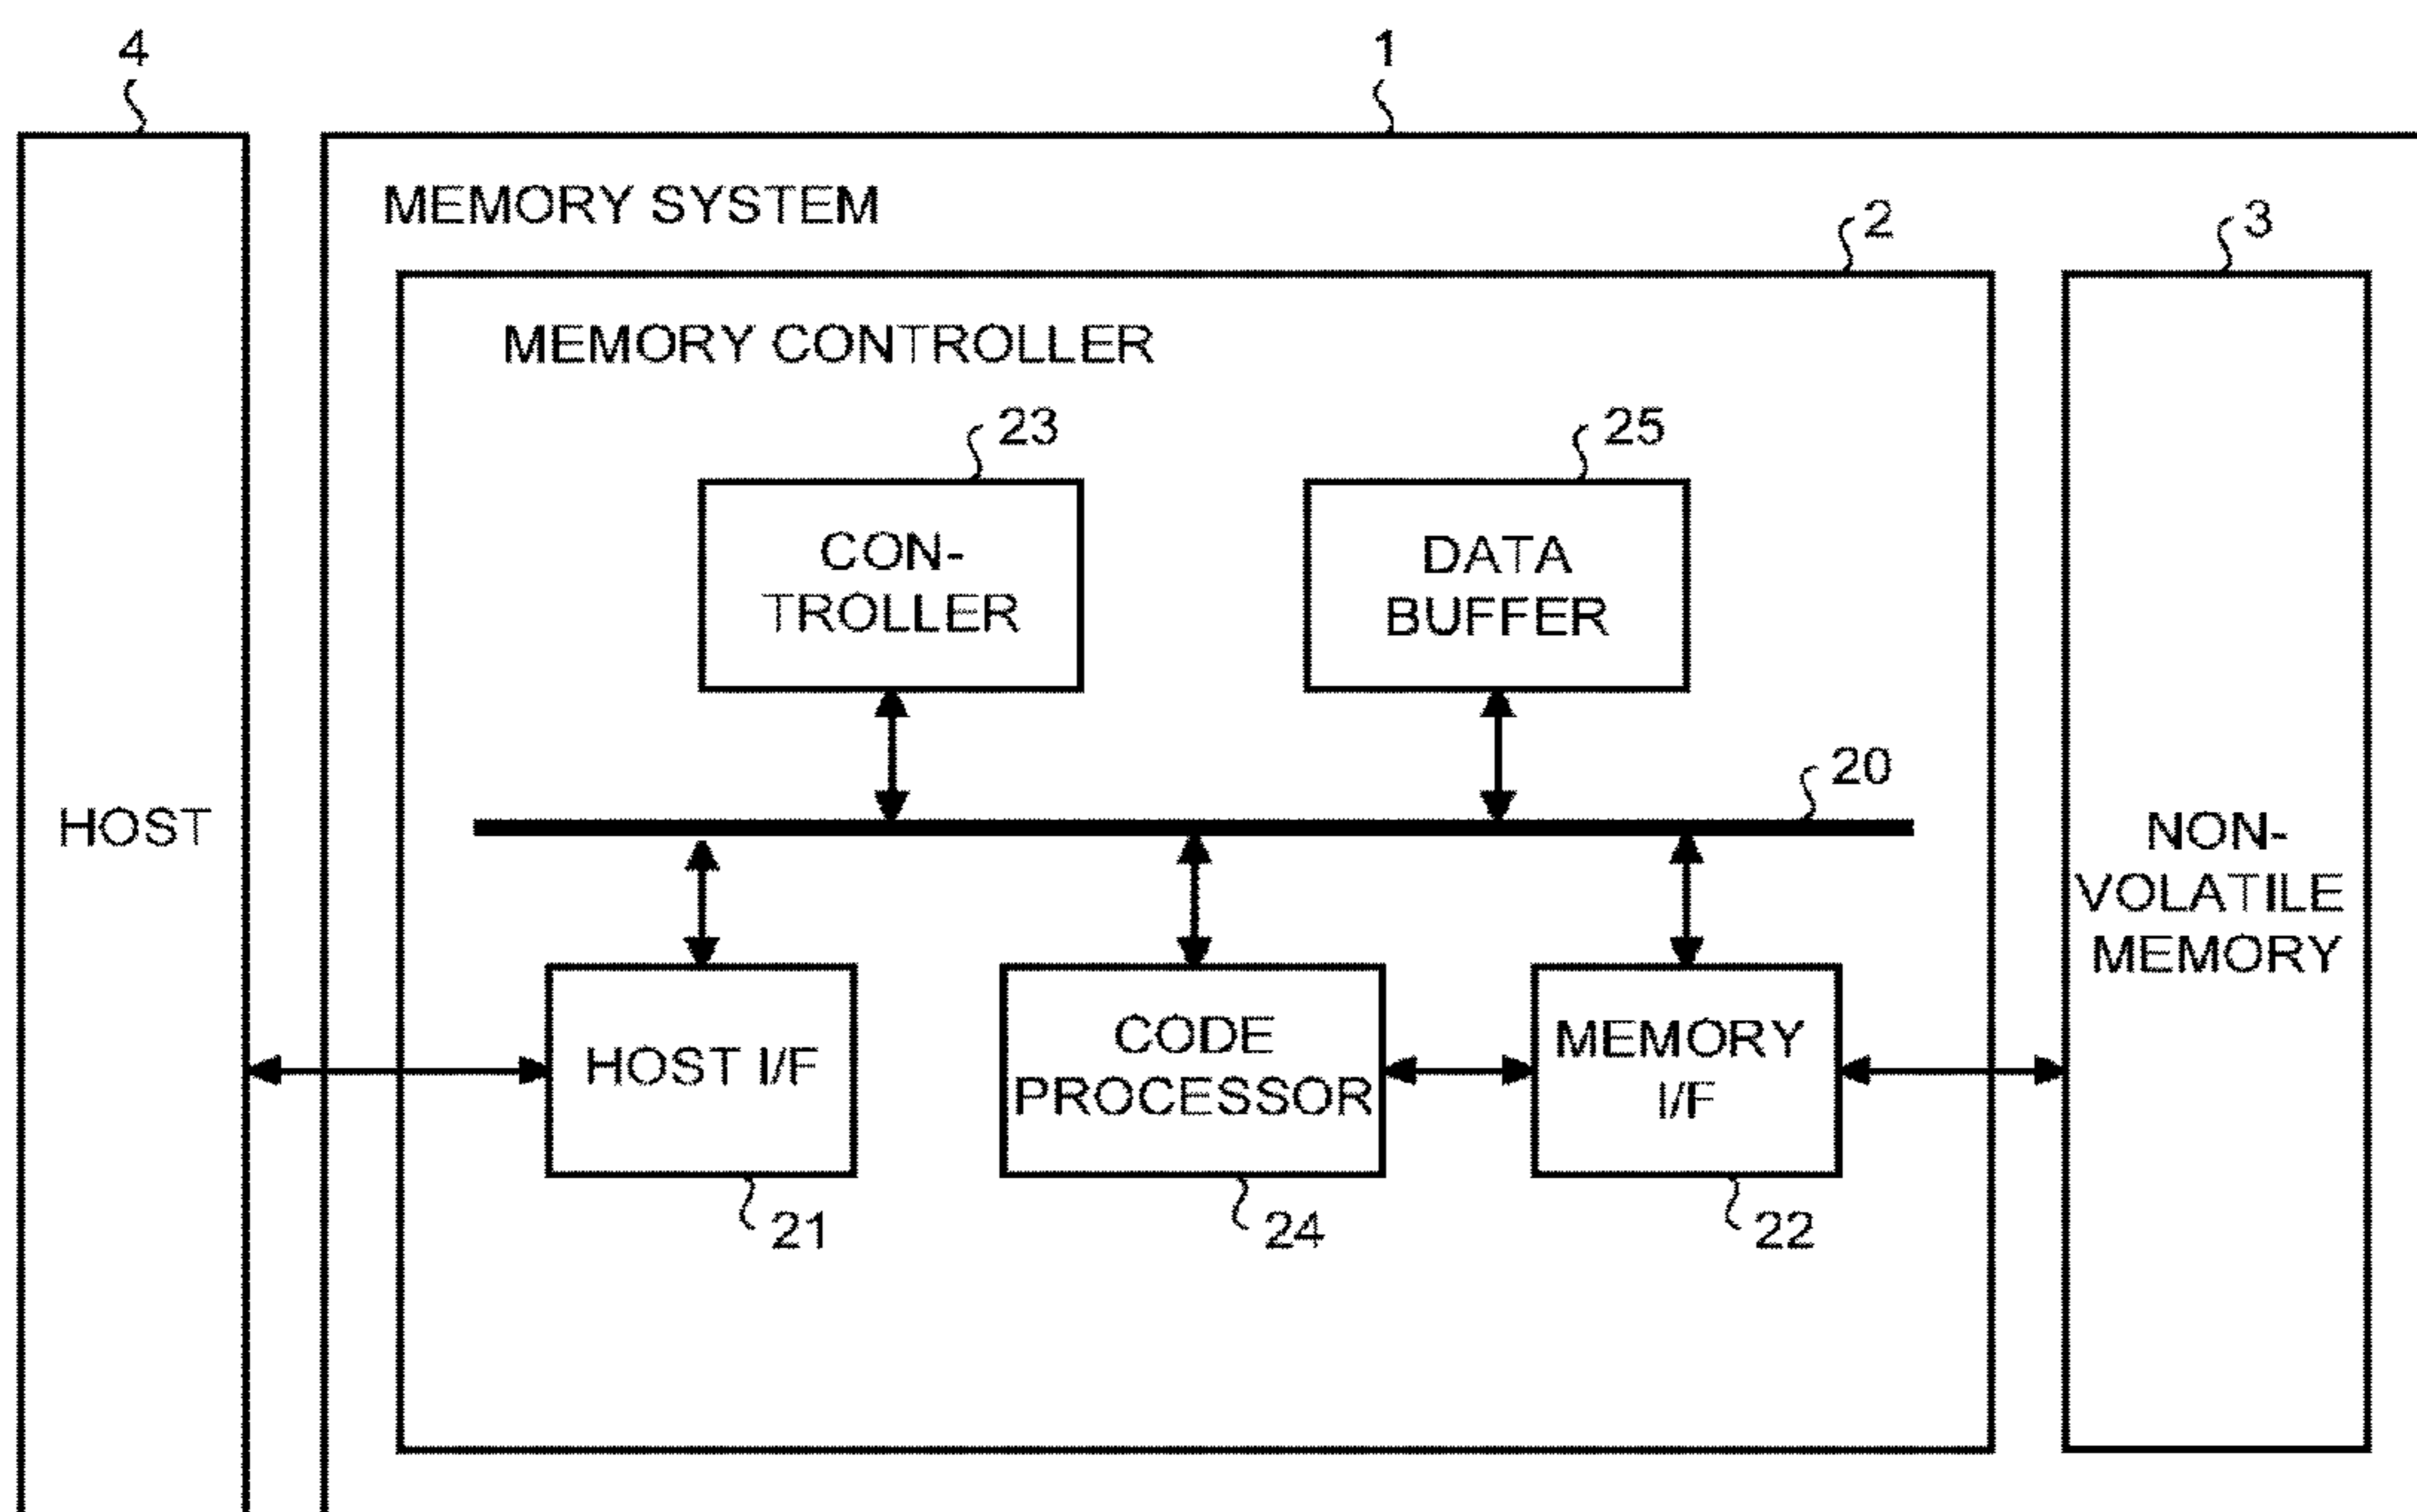 4
1
MEMORY SYSTEM
2
3
MEMORY CONTROLLER
23
25
CON-
TROLLER
DATA
BUFFER
20
HOST
NON-
VOLATILE
MEMORY
HOST I/F
CODE
PROCESSOR
MEMORY
I/F
21
24
22